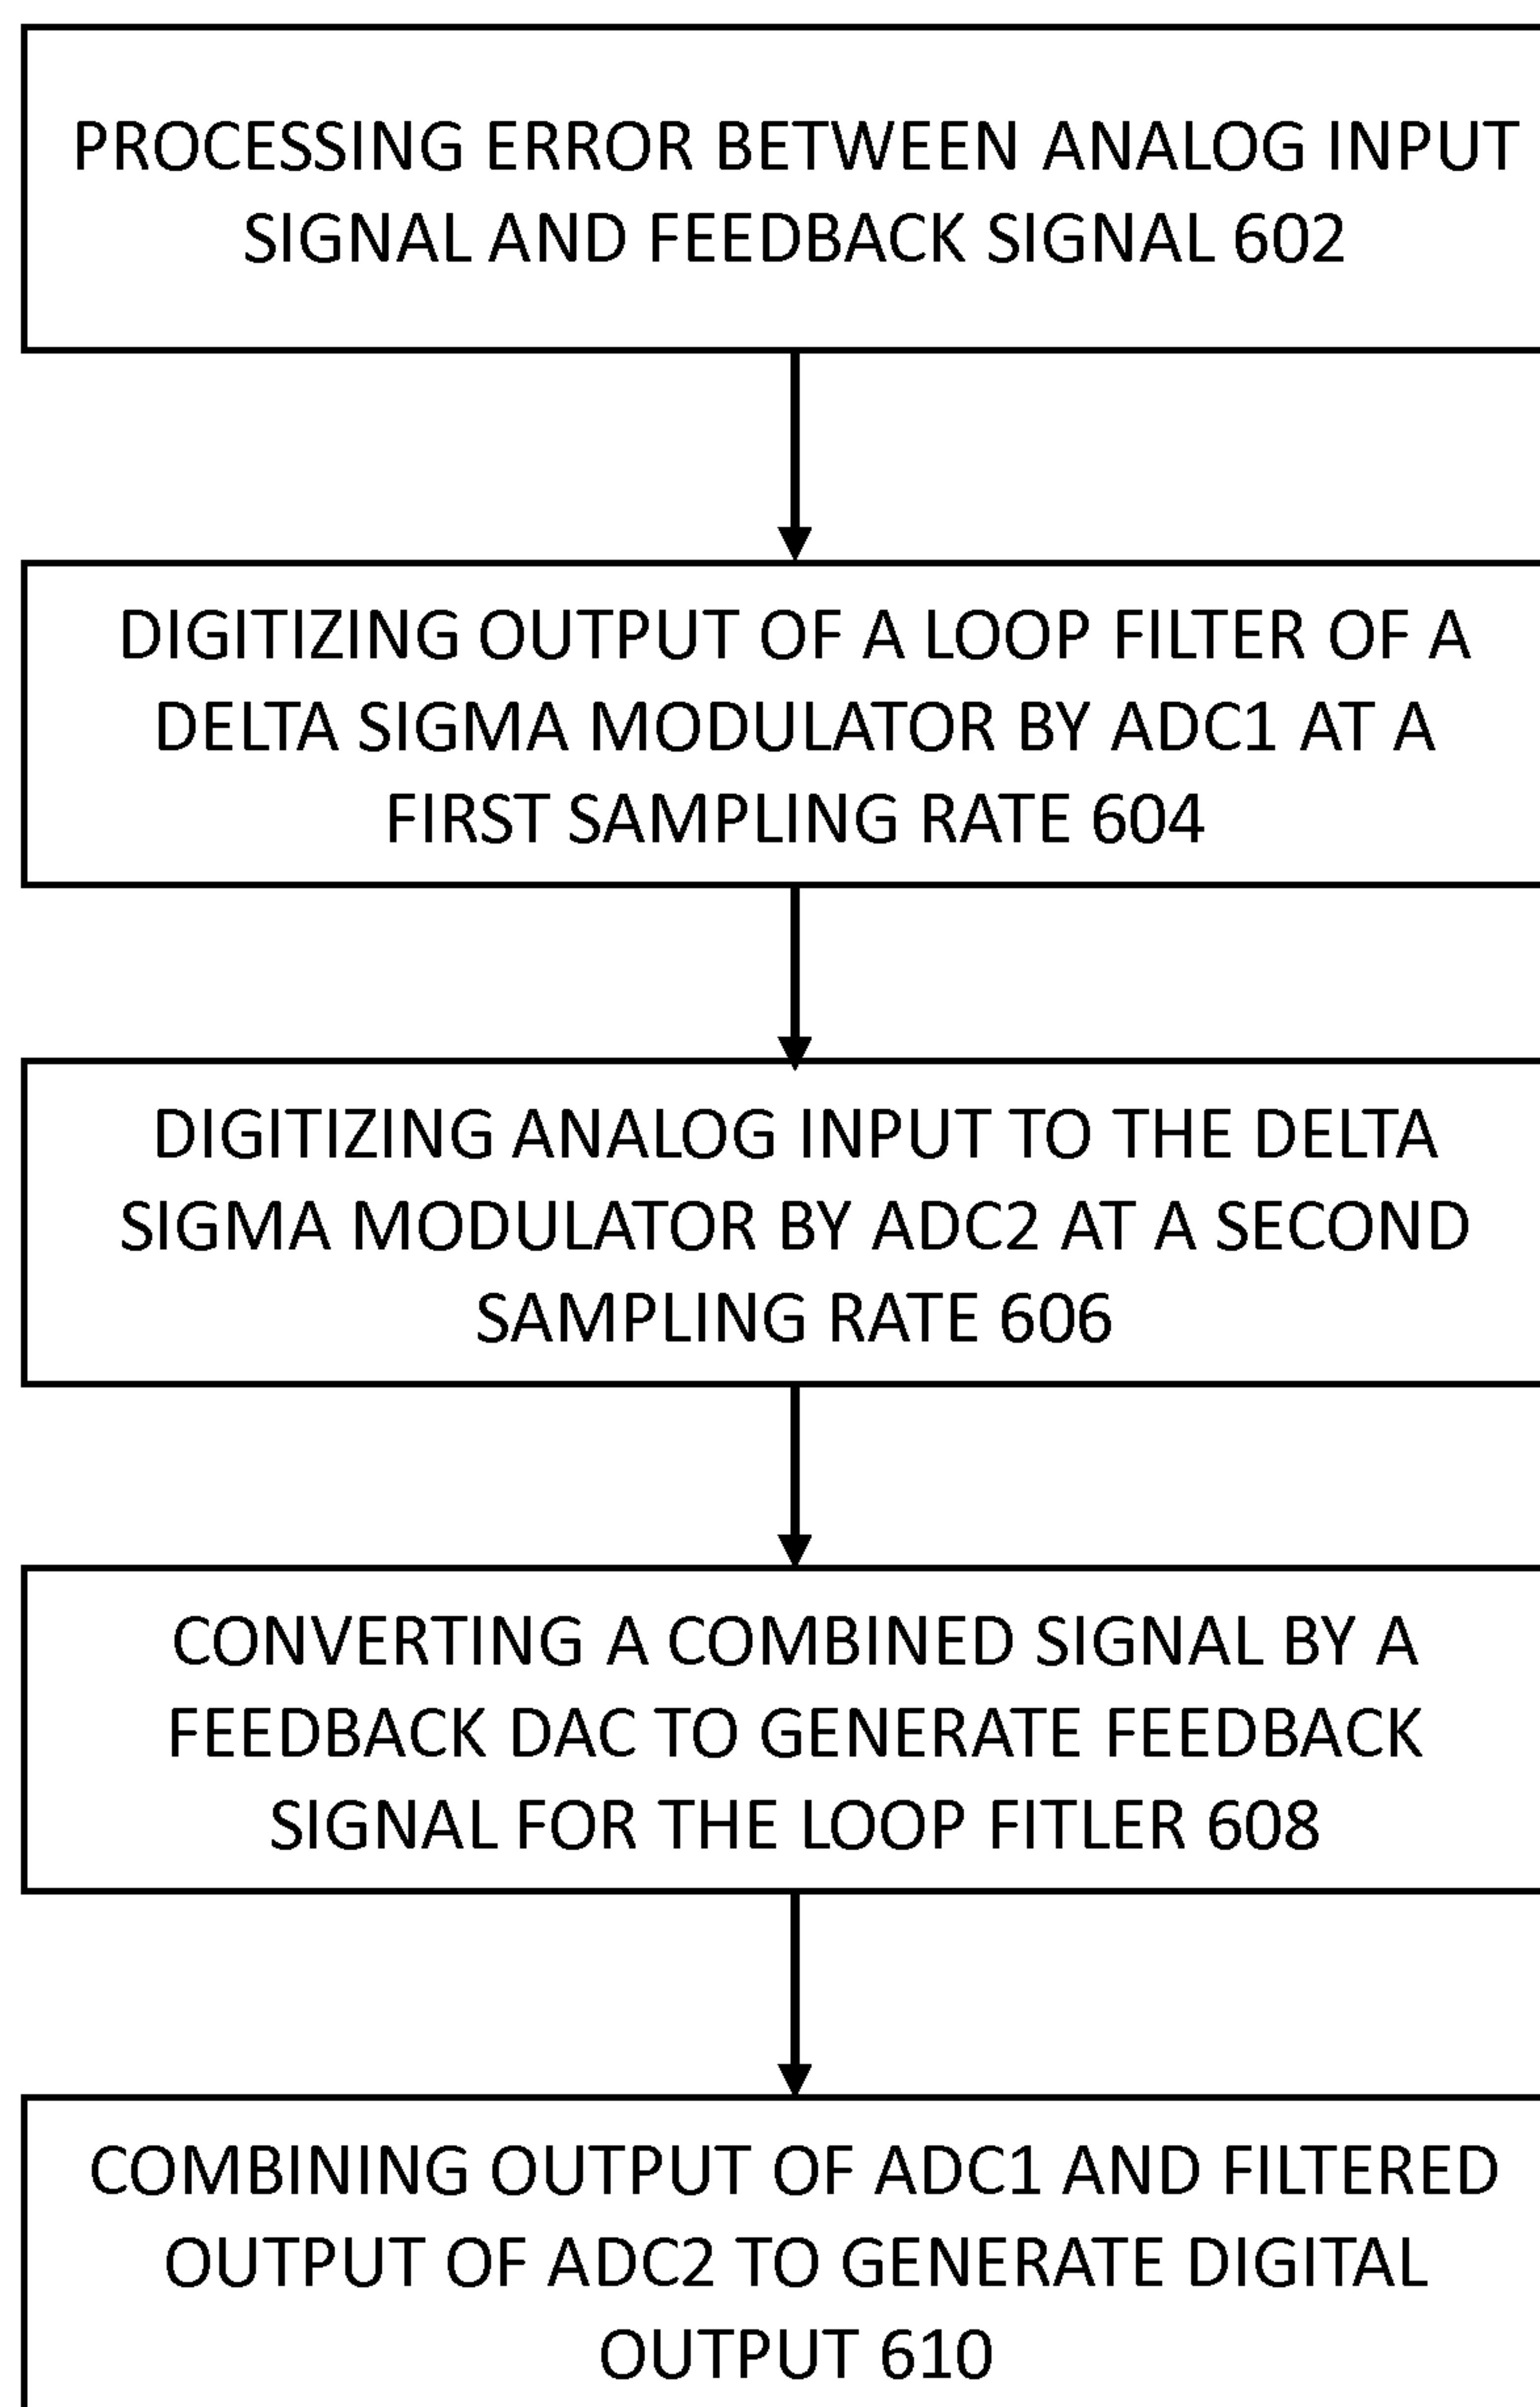 PROCESSING ERROR BETWEEN ANALOG INPUT
SIGNAL AND FEEDBACK SIGNAL 602
DIGITIZING OUTPUT OF A LOOP FILTER OF A
DELTA SIGMA MODULATOR BY ADC1 AT A
FIRST SAMPLING RATE 604
DIGITIZING ANALOG INPUT TO THE DELTA
SIGMA MODULATOR BY ADC2 AT A SECOND
SAMPLING RATE 606
CONVERTING A COMBINED SIGNAL BY A
FEEDBACK DAC TO GENERATE FEEDBACK
SIGNAL FOR THE LOOP FITLER 608
COMBINING OUTPUT OF ADC1 AND FILTERED
OUTPUT OF ADC2 TO GENERATE DIGITAL
OUTPUT 610